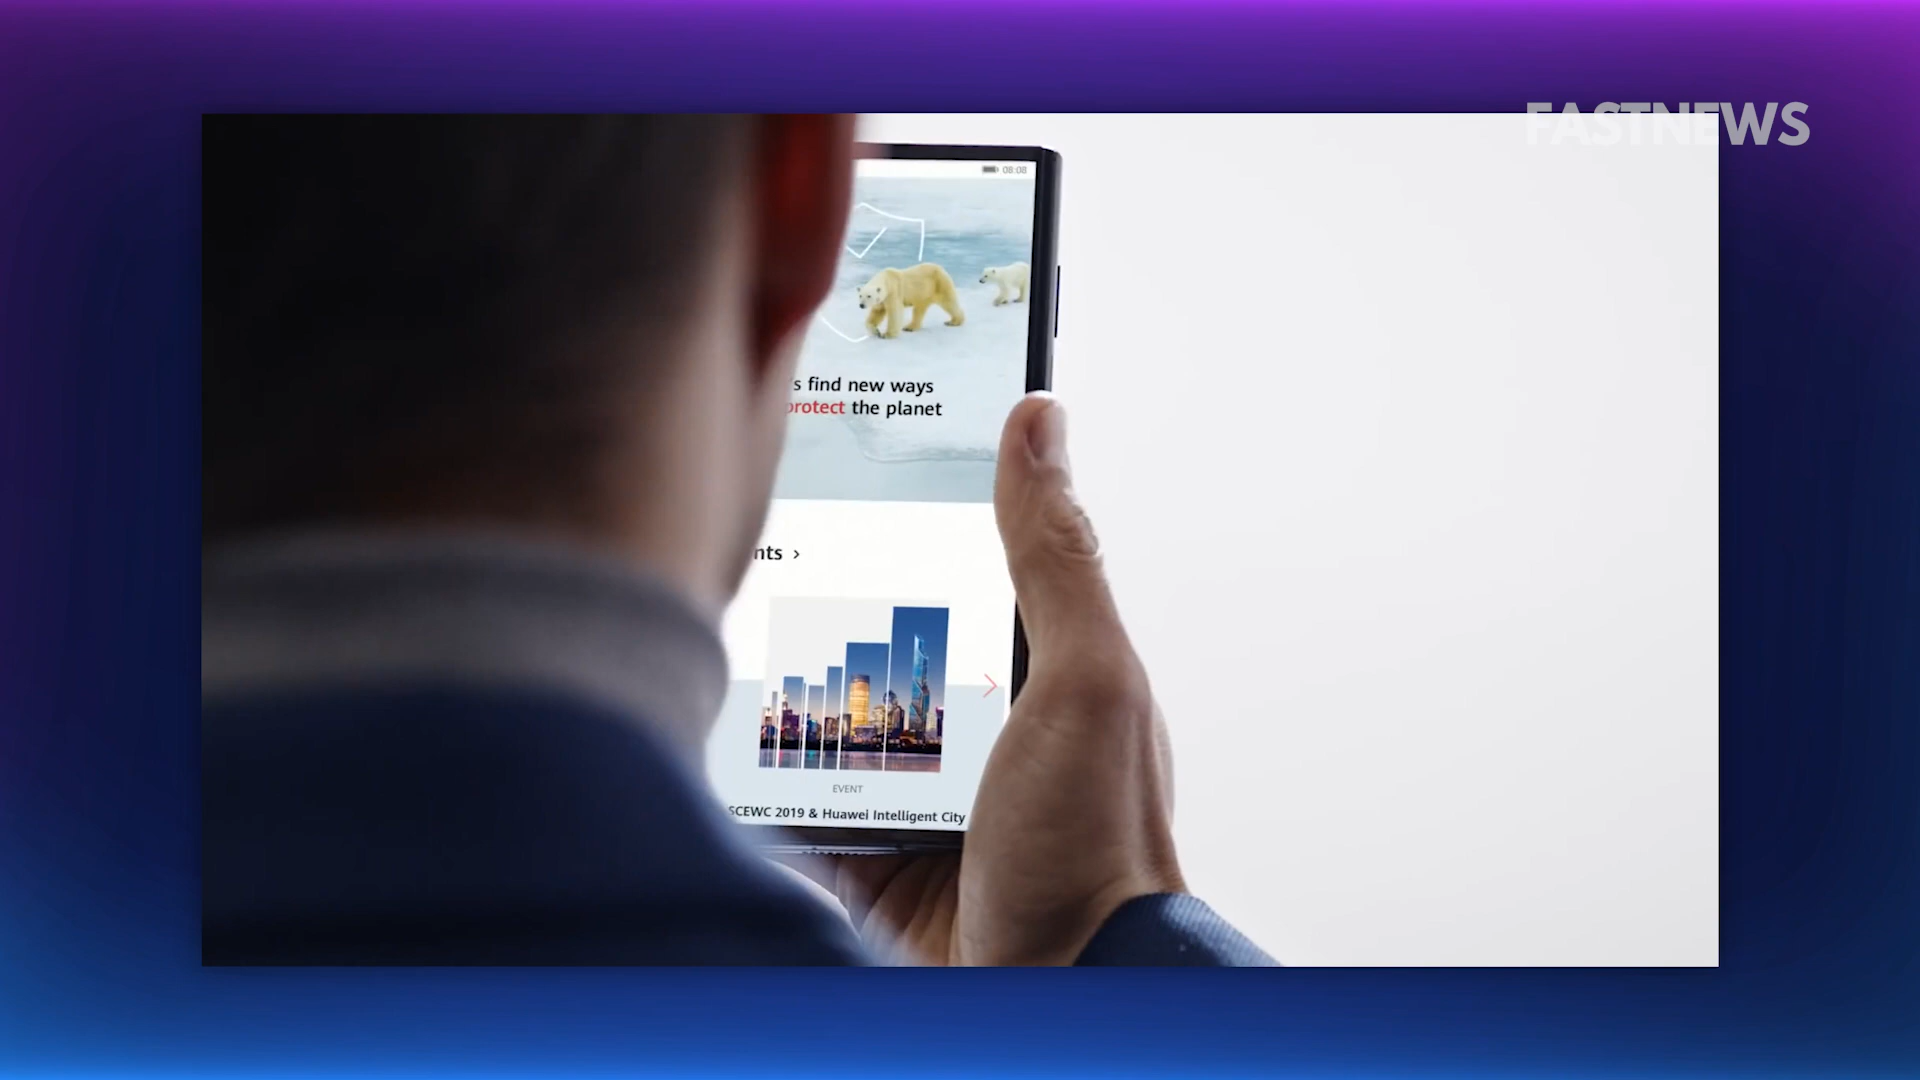 FASTNEWS
08:08
s find new ways
protect the planet
nts >
EVENT
SCEWC 2019 & Huawei Intelligent City